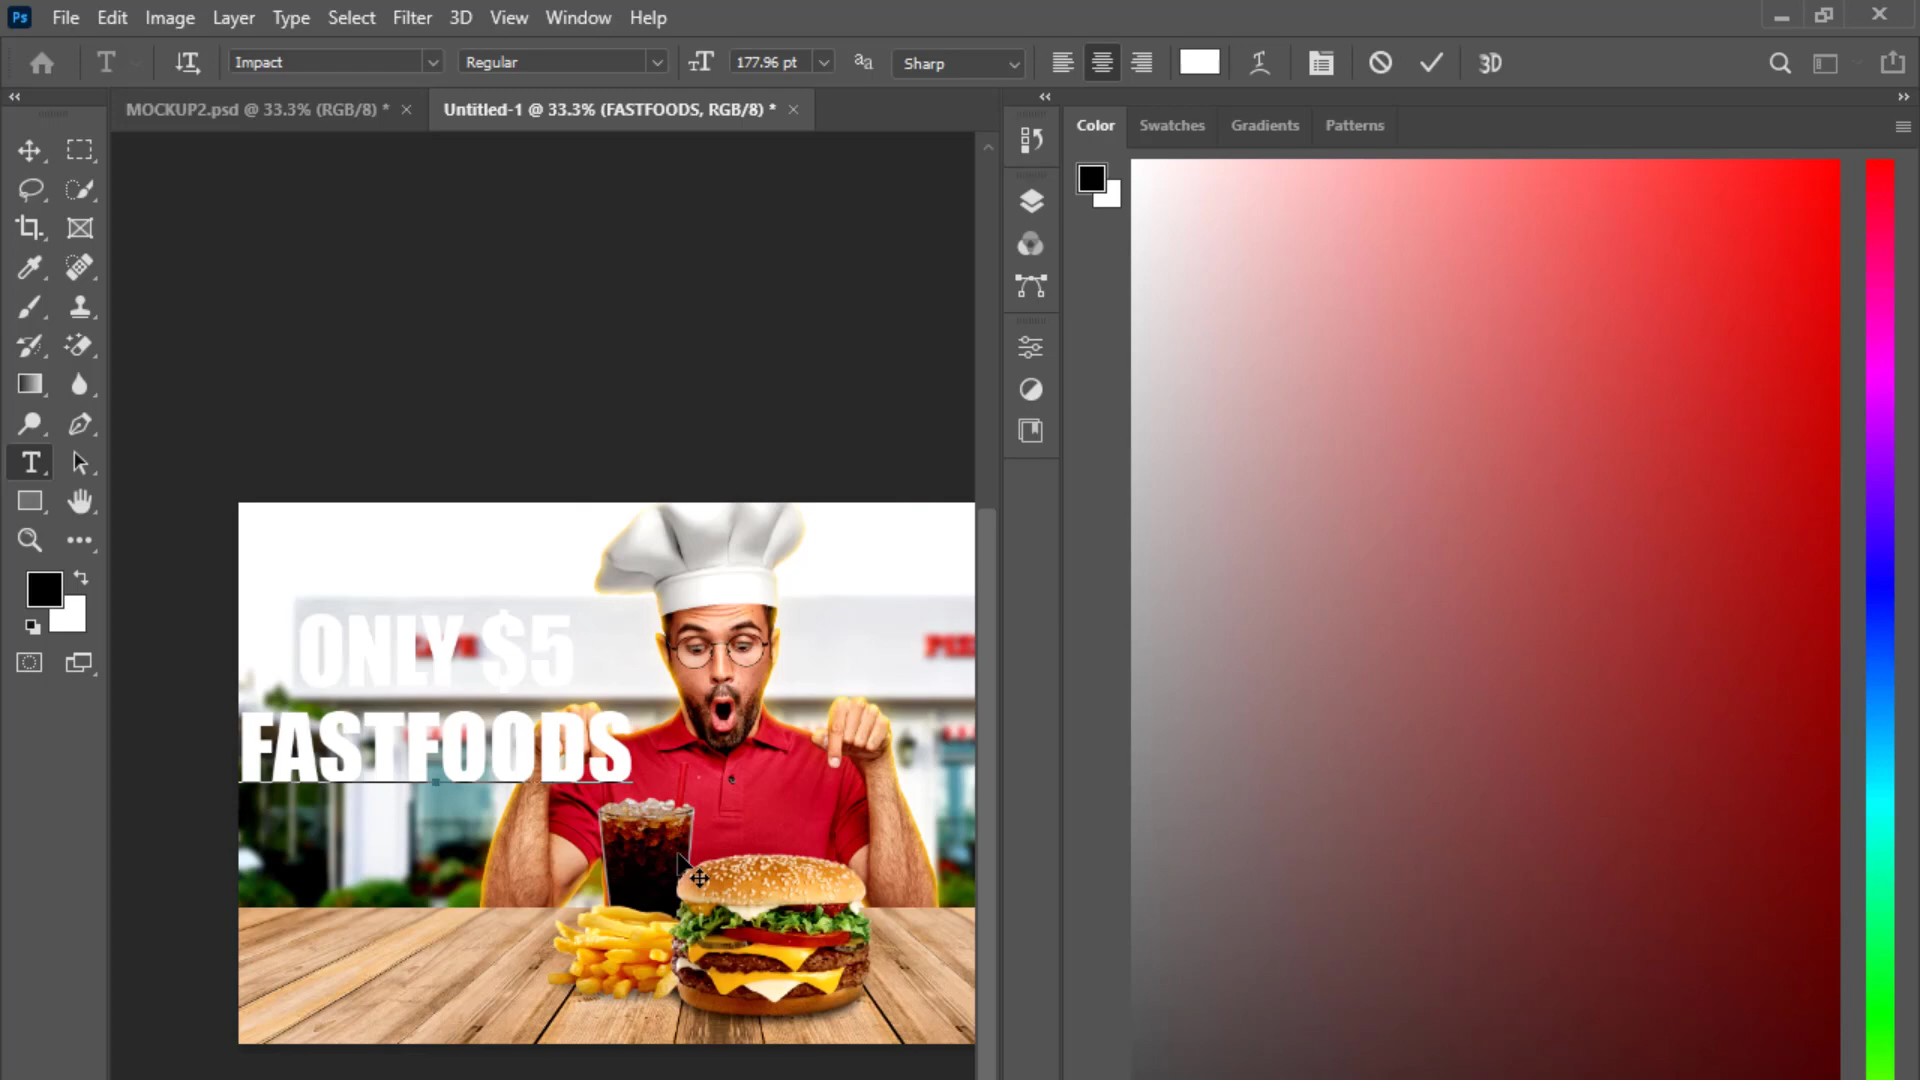 Ps File Edit Image Layer Type Select Filter 3D View Window Help
T Impact Regular 177.96 pt Sharp 3D
MOCKUP2.psd @ 33.3% (RGB/8) * × Untitled-1 @ 33.3% (FASTFOODS, RGB/8) * ×
Color Swatches Gradients Patterns
ONLY $5
FASTFOODS